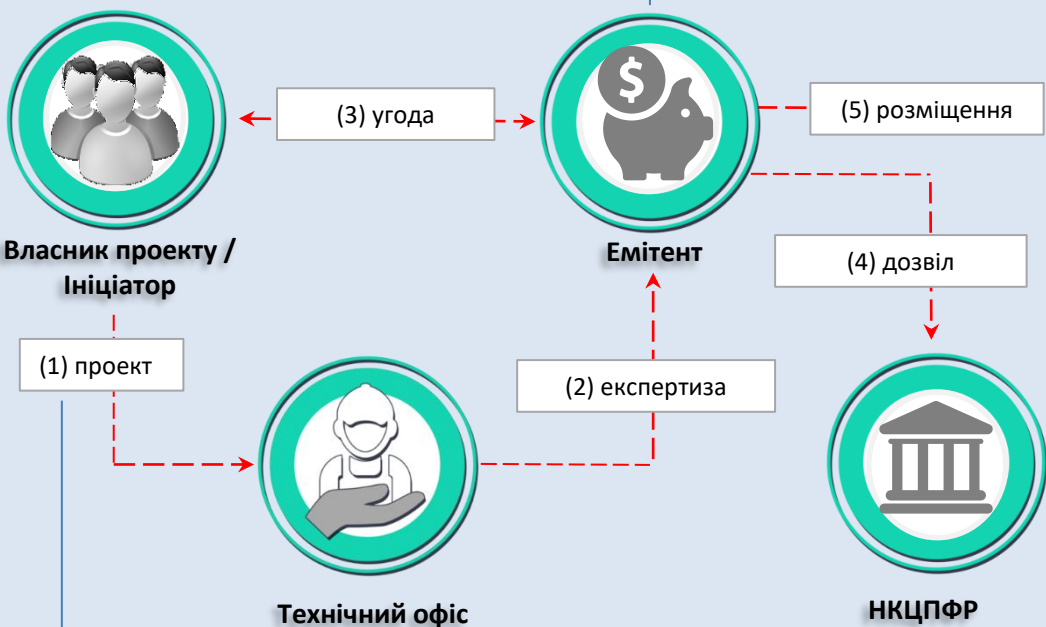 (3) угода
(5) розміщення
Власник проекту /
Ініціатор
Емітент
(4) дозвіл
(1) проект
(2) експертиза
Технічний офіс
НКЦПФР
$